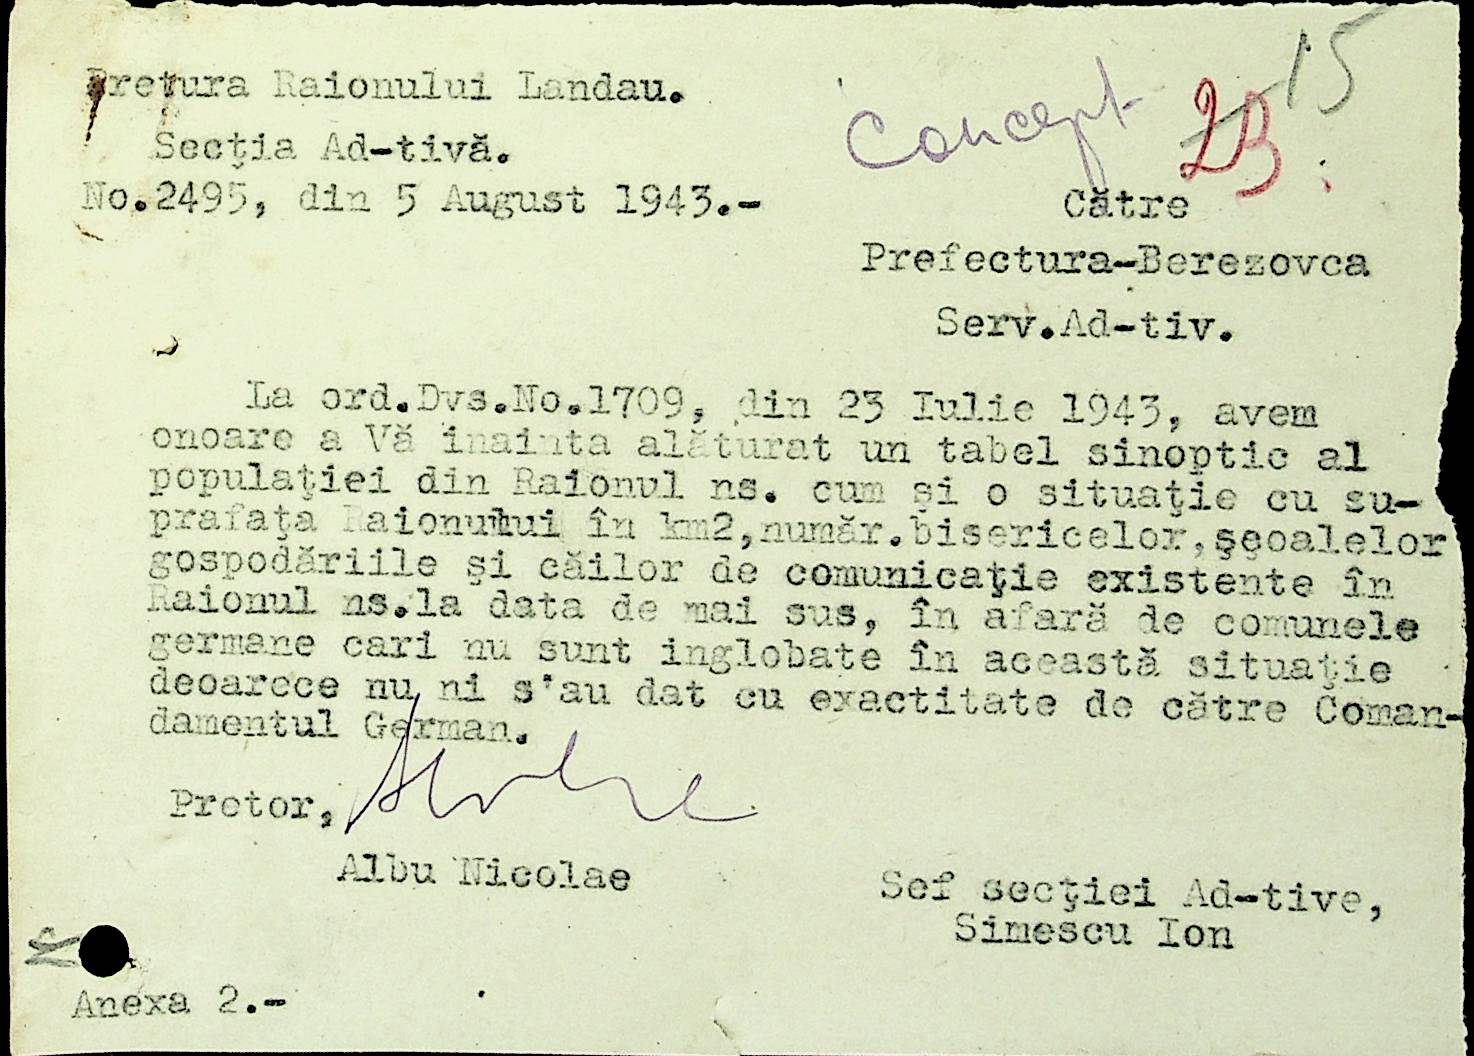 Pretura Raionului Landau.
Secţia Ad-tivă.
No.2495, din 5 August 1943.-
Concept
23
15
Către
Prefectura-Berezovca
Serv.Ad-tiv.
La ord.Dvs.No.1709, din 23 Iulie 1943, avem
onoare a Vă inainta alăturat un tabel sinoptic al
populaţiei din Raionul ns. cum şi o situaţie cu su-
prafaţa Raionului în km2,număr.bisericelor,şcoalelor
gospodăriile şi căilor de comunicaţie existente în
Raionul ns.la data de mai sus, în afară de comunele
germane cari nu sunt inglobate în această situaţie
deoarece nu ni s'au dat cu exactitate de către Coman-
damentul German.
Pretor,
Albu Nicolae
Sef secţiei Ad-tive,
Simescu Ion
Anexa 2.-